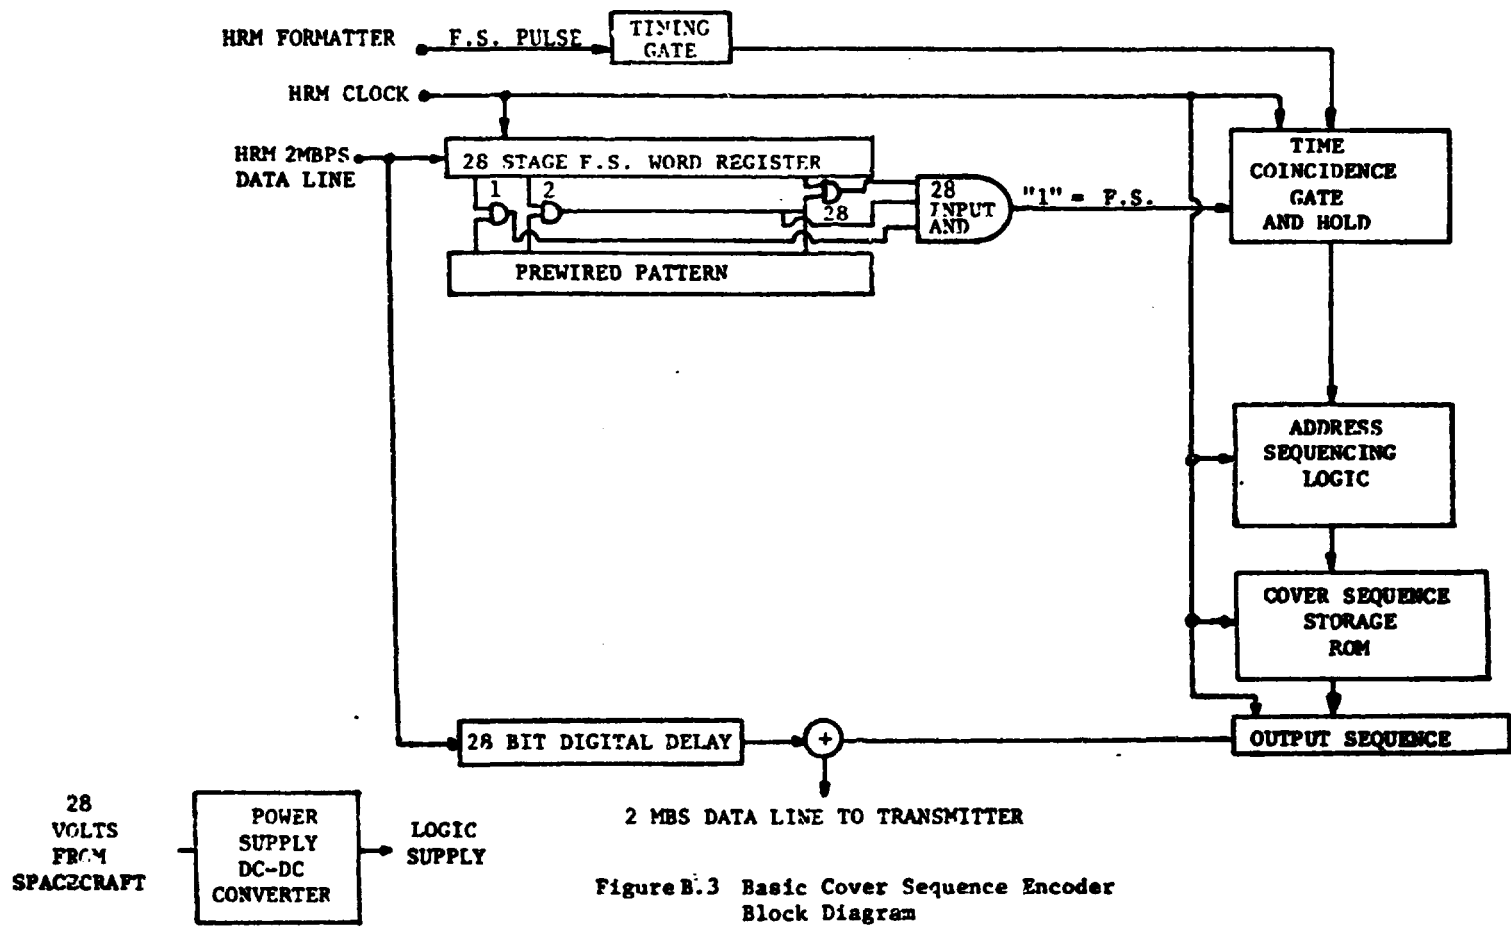 HRM FORMATTER
F.S. PULSE
TIMING
GATE
HRM CLOCK
HRM 2MBPS
DATA LINE
28 STAGE F.S. WORD REGISTER
1
2
28
28
INPUT
AND
"1" = F.S.
PREWIRED PATTERN
TIME
COINCIDENCE
GATE
AND HOLD
ADDRESS
SEQUENCING
LOGIC
COVER SEQUENCE
STORAGE
ROM
28 BIT DIGITAL DELAY
+
OUTPUT SEQUENCE
2 MBS DATA LINE TO TRANSMITTER
28
VOLTS
FROM
SPACECRAFT
POWER
SUPPLY
DC-DC
CONVERTER
LOGIC
SUPPLY
Figure B.3 Basic Cover Sequence Encoder
Block Diagram